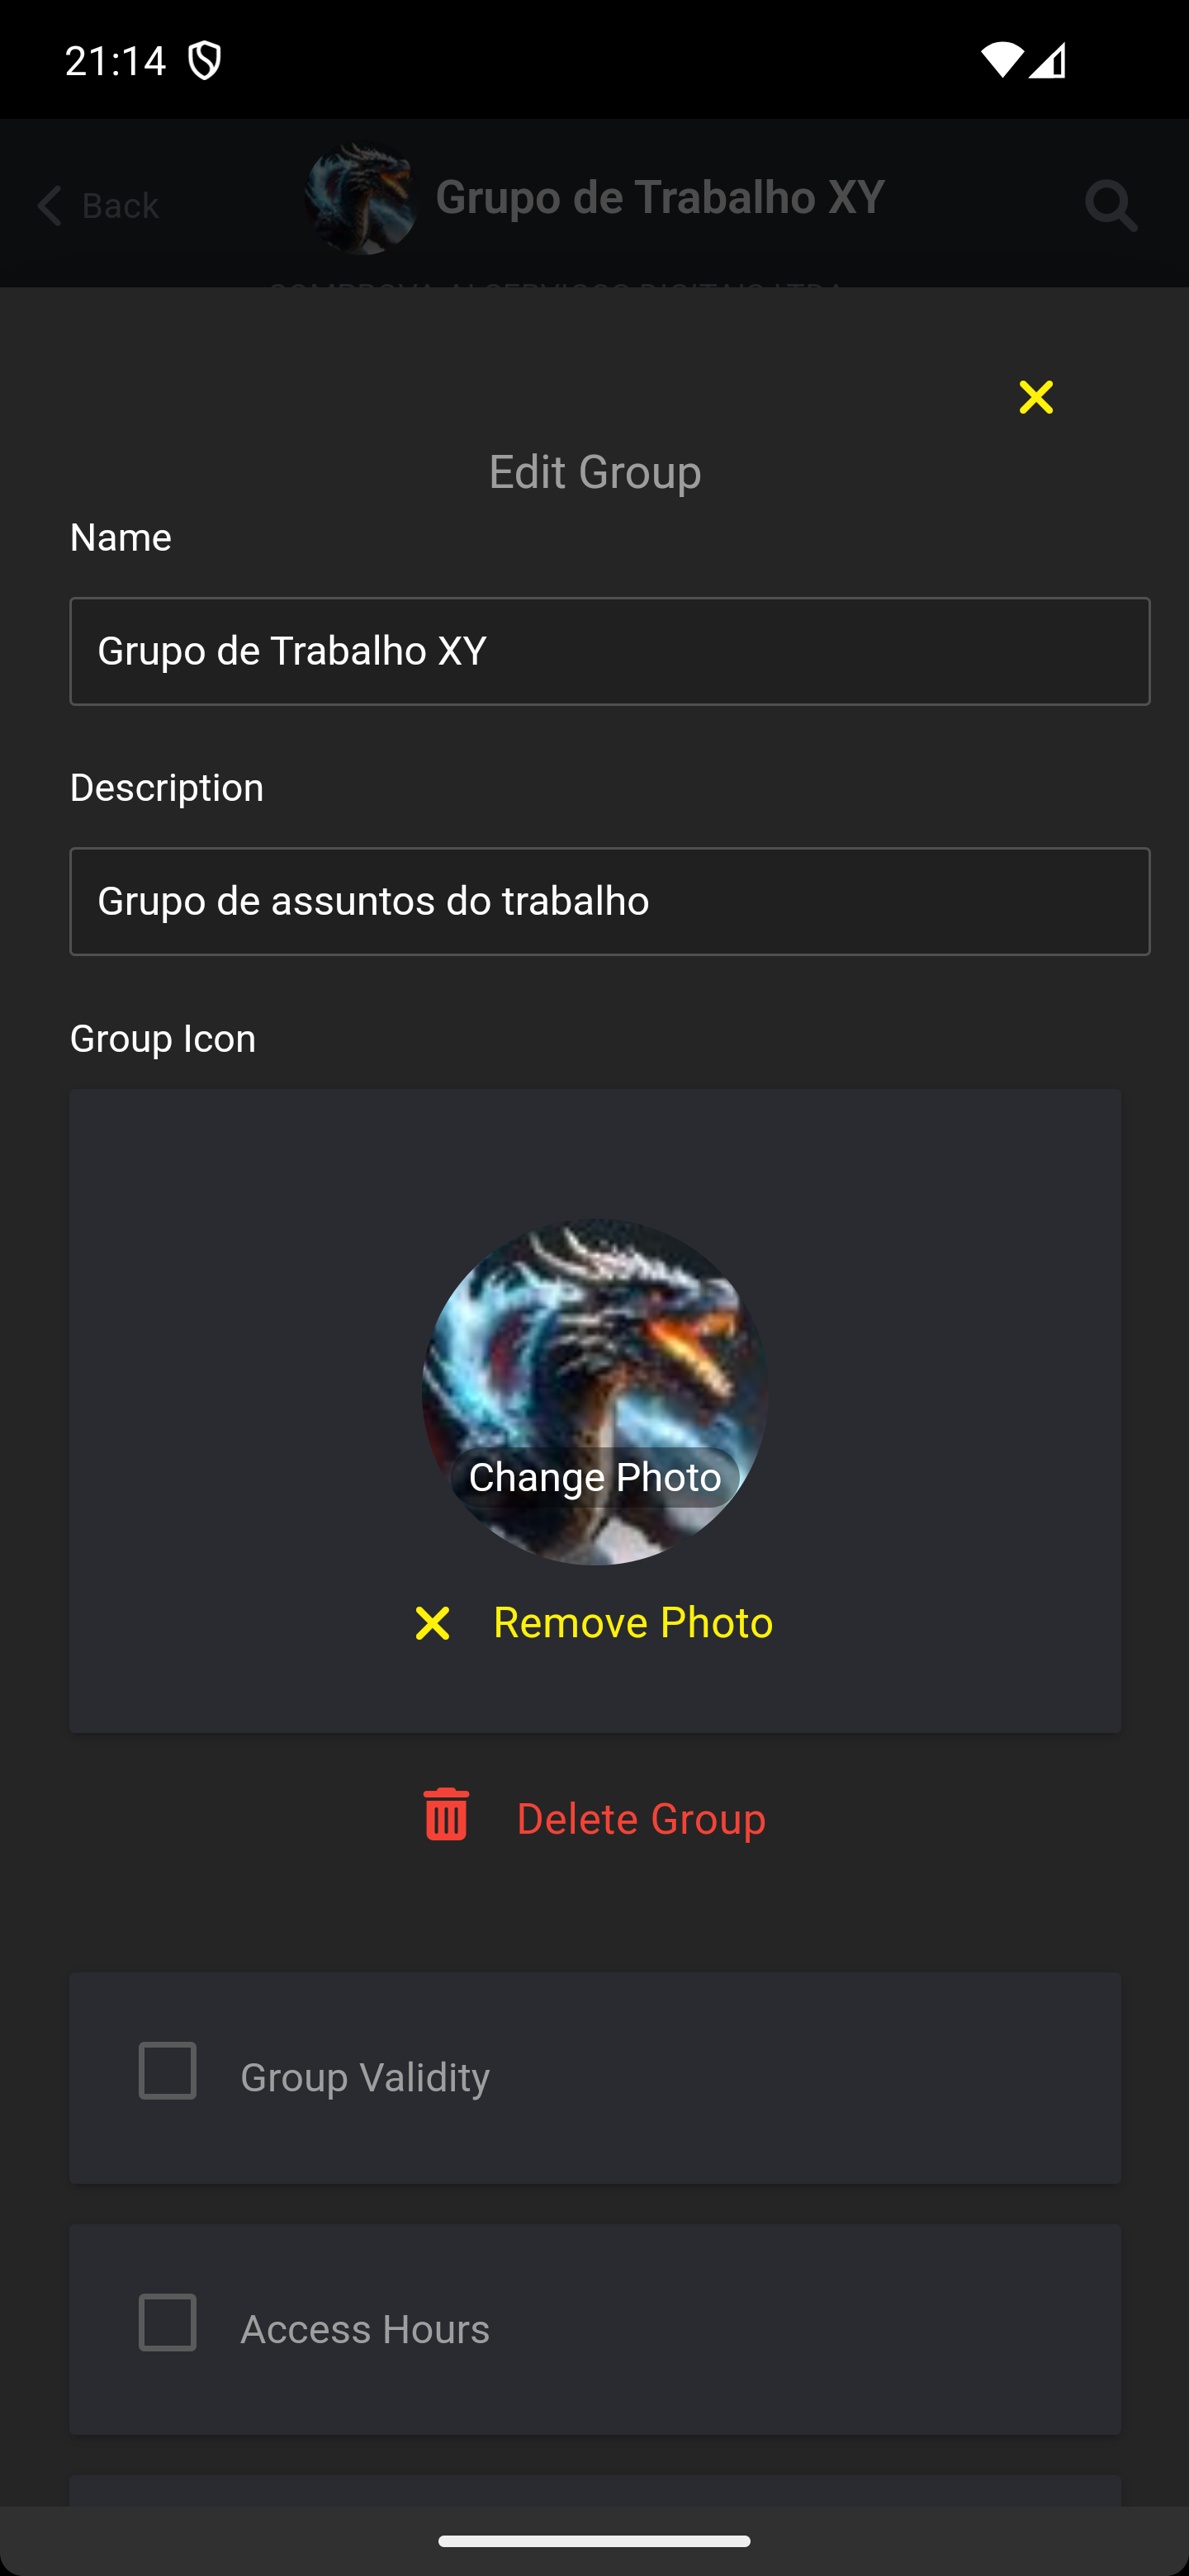 21:14
Back
Grupo de Trabalho XY
Edit Group
Name
Grupo de Trabalho XY
Description
Grupo de assuntos do trabalho
Group Icon
Change Photo
Remove Photo
Delete Group
Group Validity
Access Hours